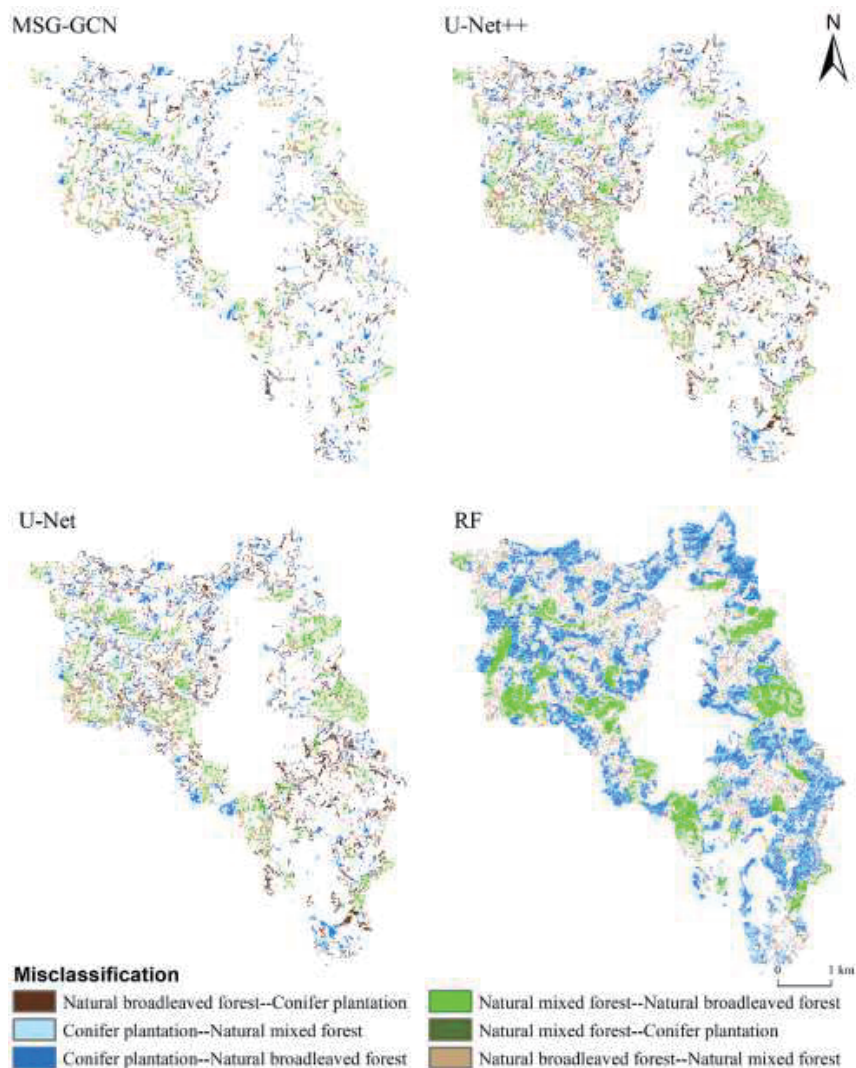 MSG-GCN
U-Net++
N
U-Net
RF
0 1 km
Misclassification
Natural broadleaved forest--Conifer plantation
Natural mixed forest--Natural broadleaved forest
Conifer plantation--Natural mixed forest
Natural mixed forest--Conifer plantation
Conifer plantation--Natural broadleaved forest
Natural broadleaved forest--Natural mixed forest